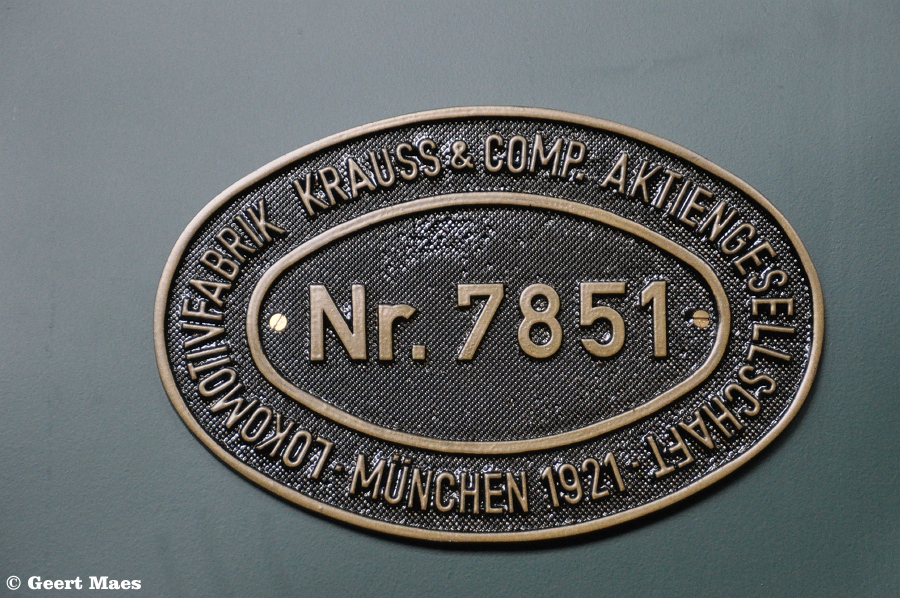 LOKOMOTIVFABRIK KRAUSS & COMP. AKTIENGESELLSCHAFT
· MÜNCHEN 1921 ·
Nr. 7851
© Geert Maes